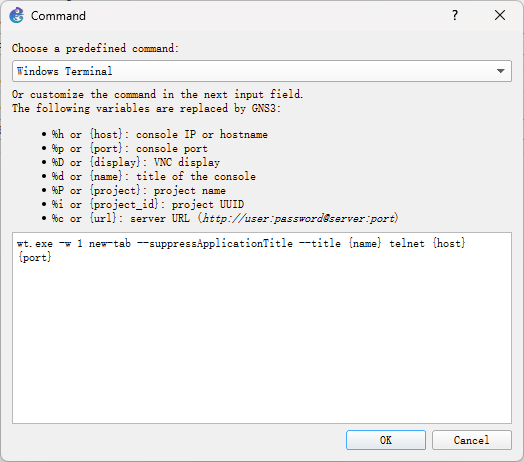 Command
?
Choose a predefined command:
Windows Terminal
Or customize the command in the next input field.
The following variables are replaced by GNS3:
• %h or {host}: console IP or hostname
• %p or {port}: console port
• %D or {display}: VNC display
• %d or {name}: title of the console
• %P or {project}: project name
• %i or {project_id}: project UUID
• %c or {url}: server URL (http://user:password@server:port)
wt.exe -w 1 new-tab --suppressApplicationTitle --title {name} telnet {host}
{port}
OK
Cancel